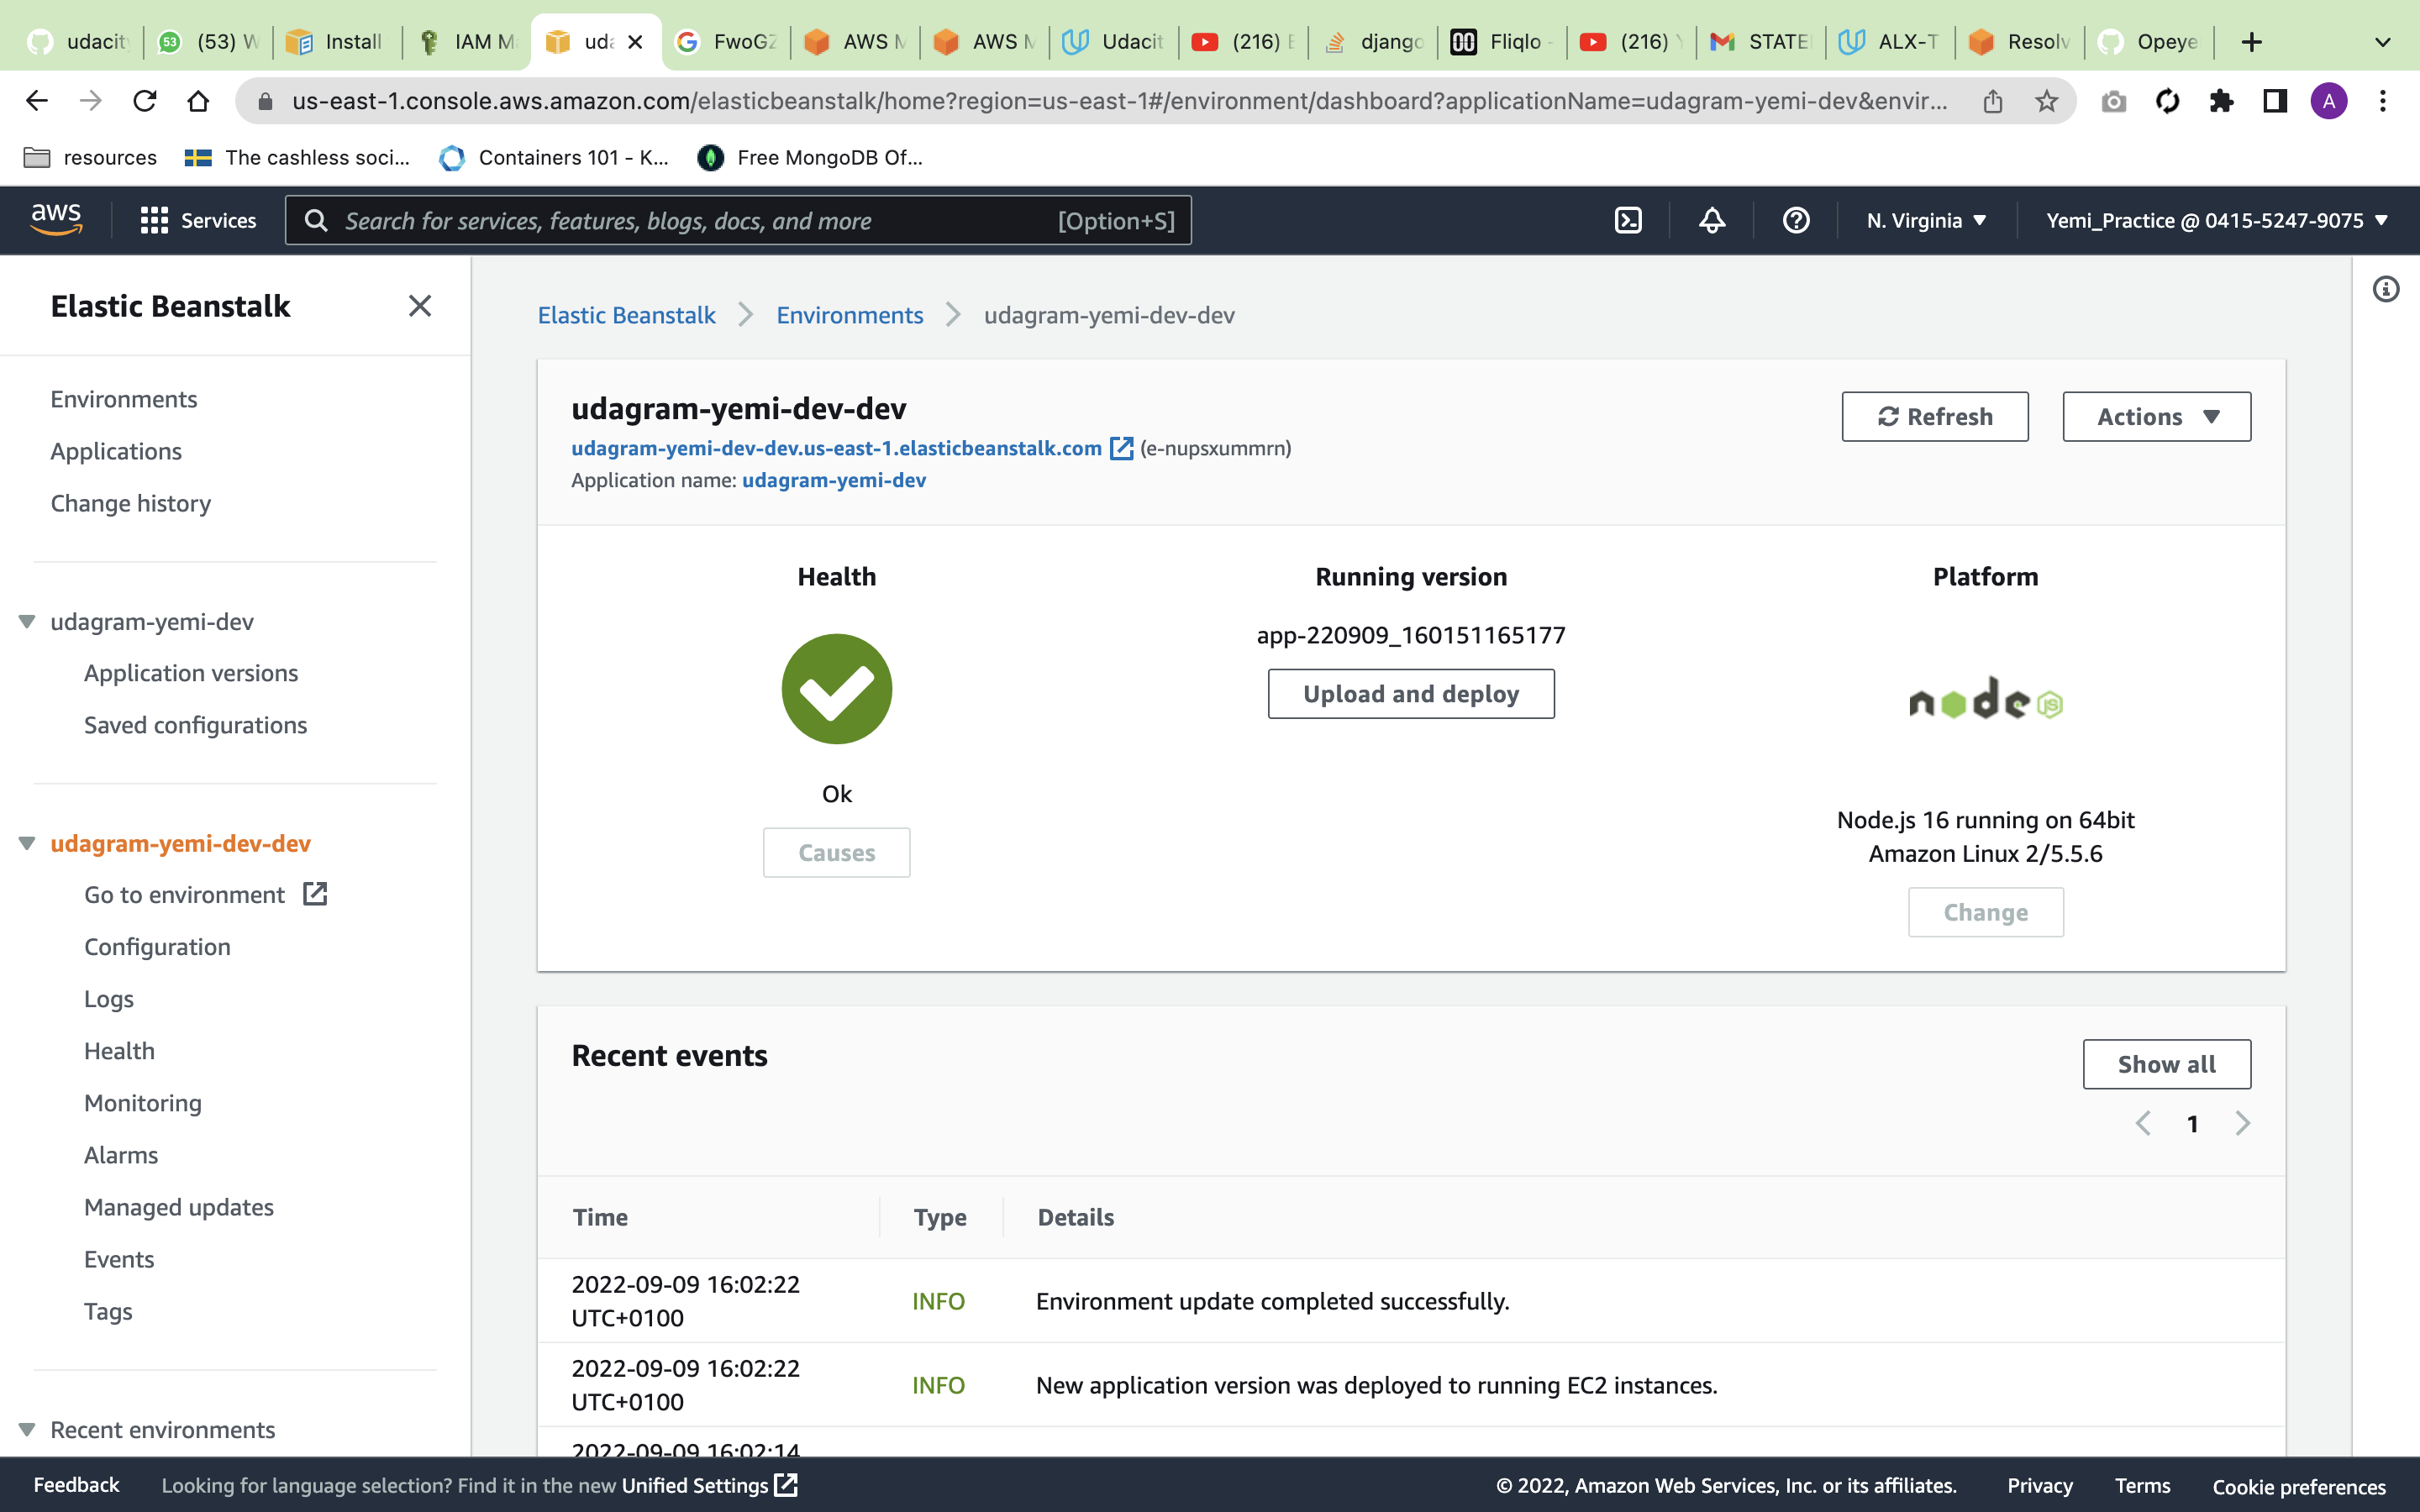 udacit
53
(53) W
Install
IAM M
uda
FwoGZ
AWS M
AWS M
Udacit
(216) E
django
00
Fliqlo -
(216) Y
STATE
ALX-T
Resolv
Opeye
us-east-1.console.aws.amazon.com/elasticbeanstalk/home?region=us-east-1#/environment/dashboard?applicationName=udagram-yemi-dev&envir...
A
resources
The cashless soci...
Containers 101 - K...
Free MongoDB Of...
aws
Services
Search for services, features, blogs, docs, and more
[Option+S]
N. Virginia
Yemi_Practice @ 0415-5247-9075
Elastic Beanstalk
Environments
Applications
Change history
udagram-yemi-dev
Application versions
Saved configurations
udagram-yemi-dev-dev
Go to environment
Configuration
Logs
Health
Monitoring
Alarms
Managed updates
Events
Tags
Recent environments
Elastic Beanstalk
Environments
udagram-yemi-dev-dev
udagram-yemi-dev-dev
udagram-yemi-dev-dev.us-east-1.elasticbeanstalk.com (e-nupsxummrn)
Application name: udagram-yemi-dev
Refresh
Actions
Health
Ok
Causes
Running version
app-220909_160151165177
Upload and deploy
Platform
node
JS
Node.js 16 running on 64bit
Amazon Linux 2/5.5.6
Change
Recent events
Show all
1
Time
Type
Details
2022-09-09 16:02:22
UTC+0100
INFO
Environment update completed successfully.
2022-09-09 16:02:22
UTC+0100
INFO
New application version was deployed to running EC2 instances.
2022-09-09 16:02:14
Feedback
Looking for language selection? Find it in the new Unified Settings
© 2022, Amazon Web Services, Inc. or its affiliates.
Privacy
Terms
Cookie preferences